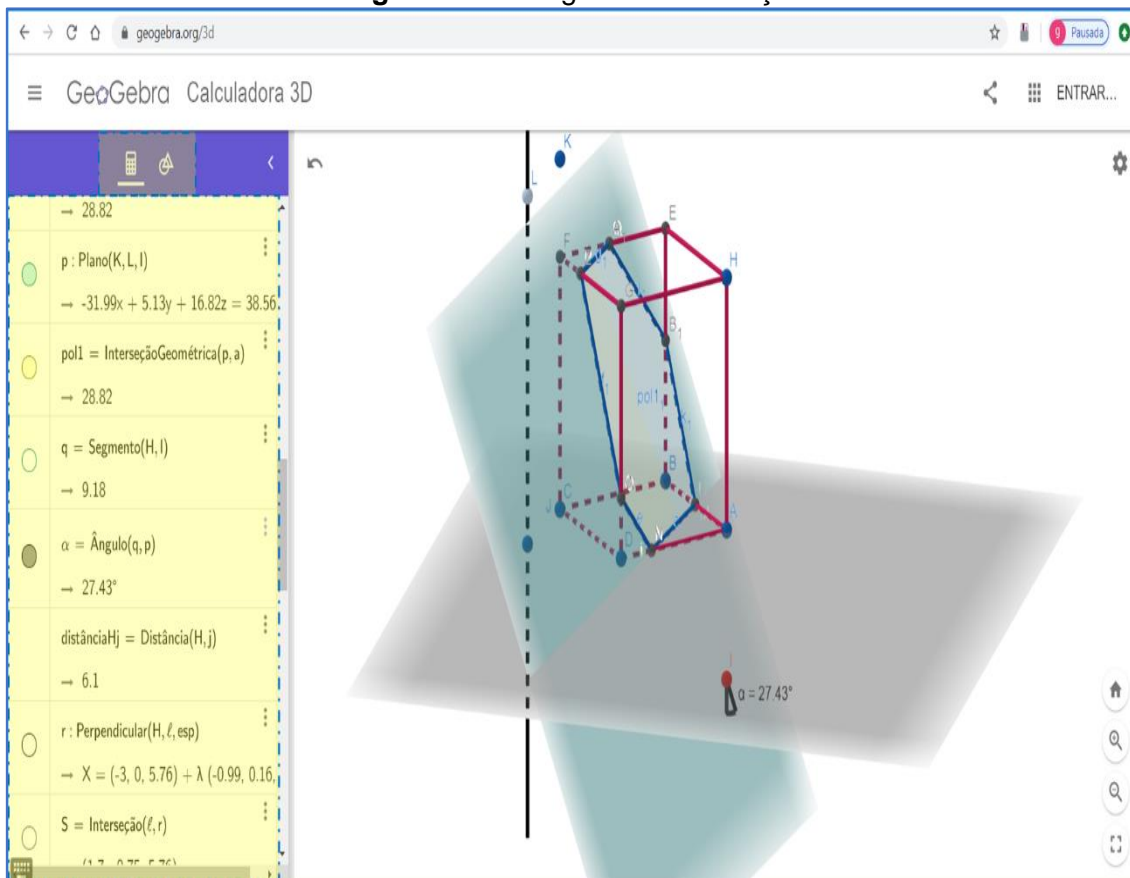 geogebra.org/3d
9 Pausada
GeoGebra Calculadora 3D
ENTRAR...
→ 28.82
p : Plano(K, L, I)
→ -31.99x + 5.13y + 16.82z = 38.56
pol1 = InterseçãoGeométrica(p, a)
→ 28.82
q = Segmento(H, I)
→ 9.18
α = Ângulo(q, p)
→ 27.43°
distânciaHj = Distância(H, j)
→ 6.1
r : Perpendicular(H, ℓ, esp)
→ X = (-3, 0, 5.76) + λ (-0.99, 0.16,
S = Interseção(ℓ, r)
K
L
E
F
H
G
B₁
pol1
B
C
J
A
D
α = 27.43°